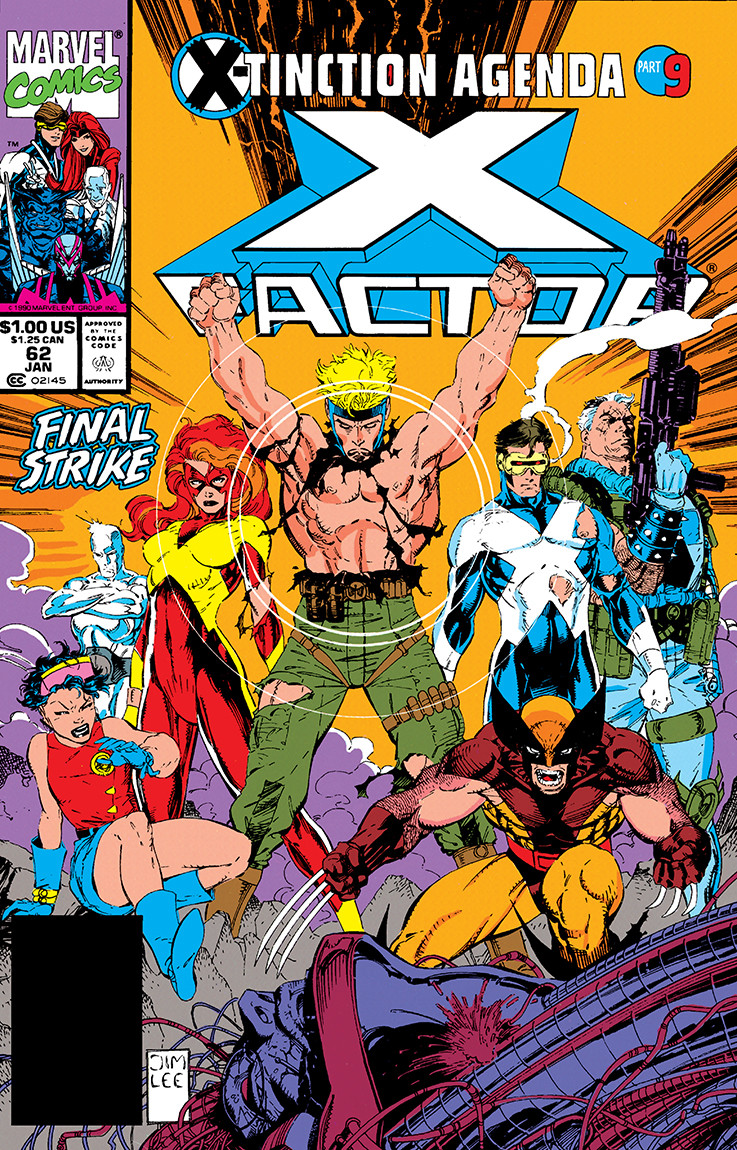 MARVEL®
COMICS
TM
© 1990 MARVEL ENT. GROUP, INC.
$1.00 US
$1.25 CAN
62
JAN
CC 02145
APPROVED
BY THE
COMICS
CODE
AUTHORITY
X-TINCTION AGENDA PART 9
X
FACTOR®
FINAL
STRIKE
JIM
LEE